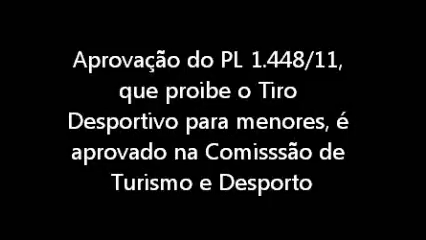 Aprovação do PL 1.448/11,
que proibe o Tiro
Desportivo para menores, é
aprovado na Comisssão de
Turismo e Desporto